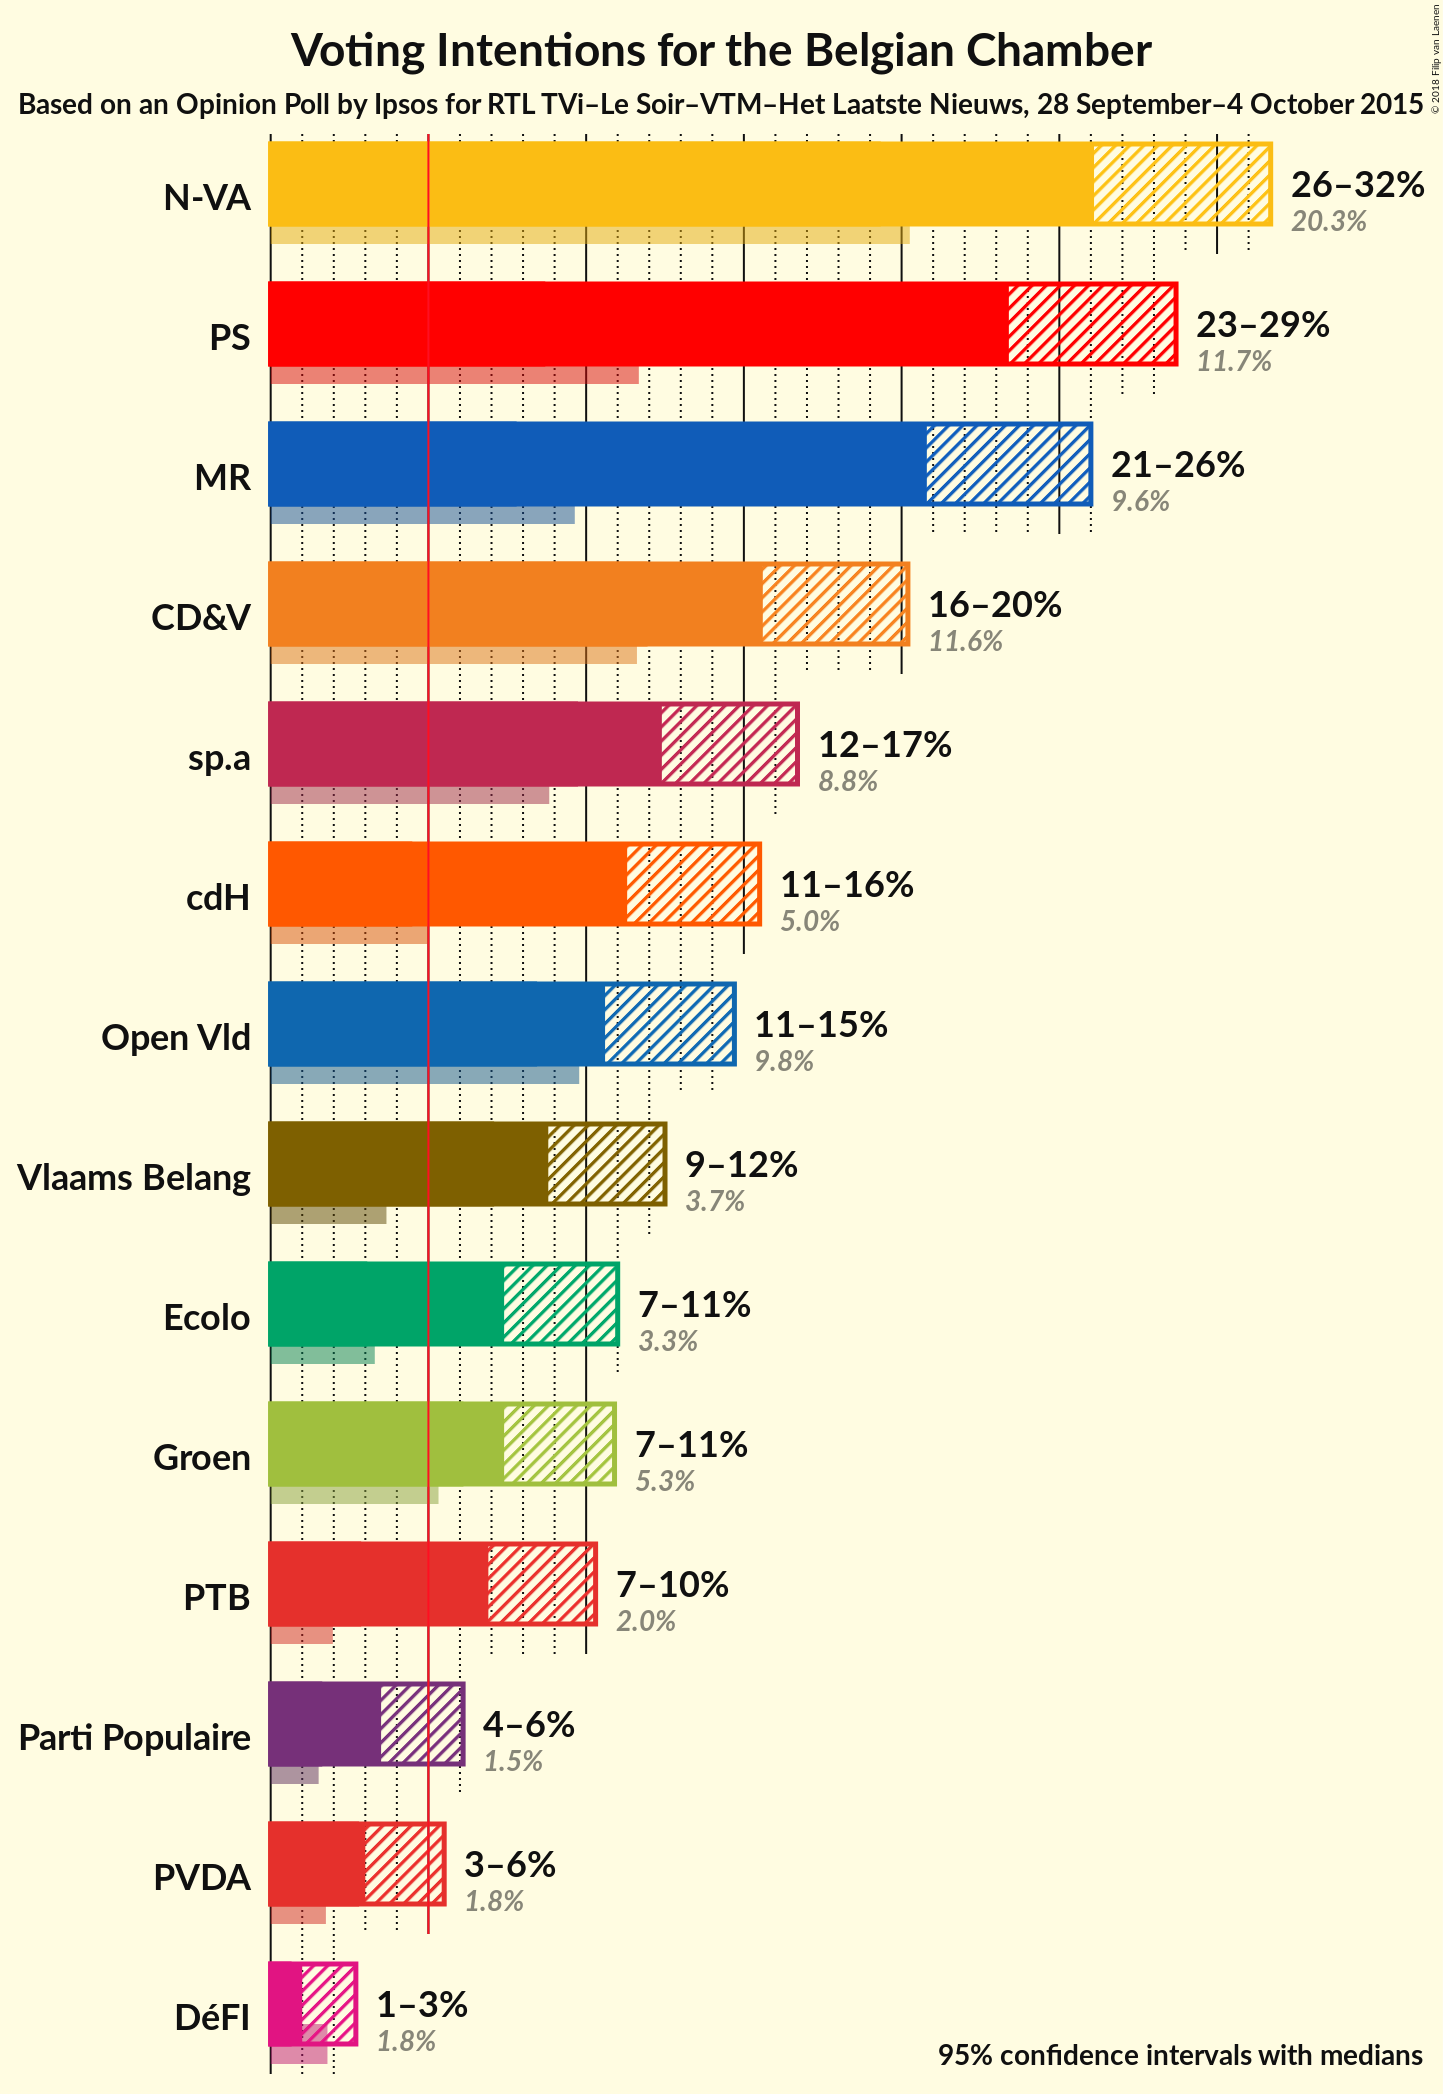 Voting Intentions for the Belgian Chamber
Based on an Opinion Poll by Ipsos for RTL TVi–Le Soir–VTM–Het Laatste Nieuws, 28 September–4 October 2015
© 2018 Filip van Laenen
N-VA
26–32%
20.3%
PS
23–29%
11.7%
MR
21–26%
9.6%
CD&V
16–20%
11.6%
sp.a
12–17%
8.8%
cdH
11–16%
5.0%
Open Vld
11–15%
9.8%
Vlaams Belang
9–12%
3.7%
Ecolo
7–11%
3.3%
Groen
7–11%
5.3%
PTB
7–10%
2.0%
Parti Populaire
4–6%
1.5%
PVDA
3–6%
1.8%
DéFI
1–3%
1.8%
95% confidence intervals with medians